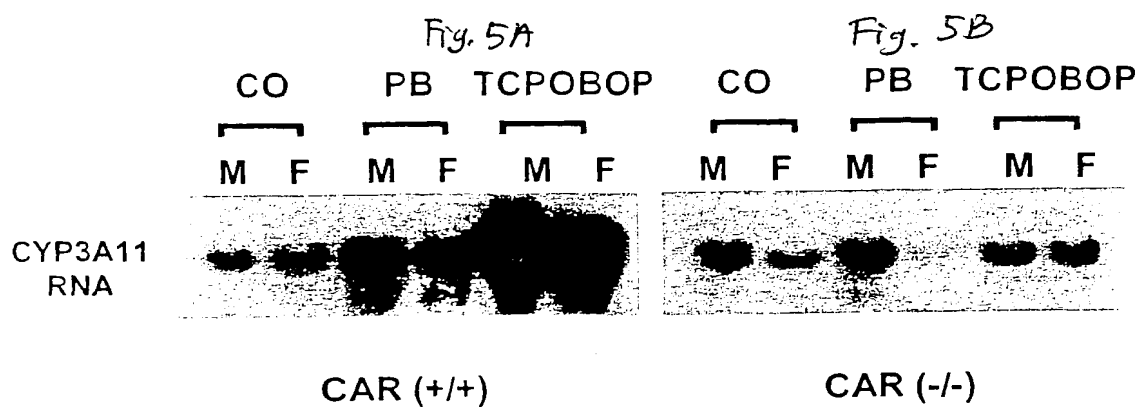 Fig. 5A Fig. 5B
CO PB TCPOBOP CO PB TCPOBOP
M F M F M F M F M F M F
CYP3A11
RNA
CAR (+/+) CAR (-/-)